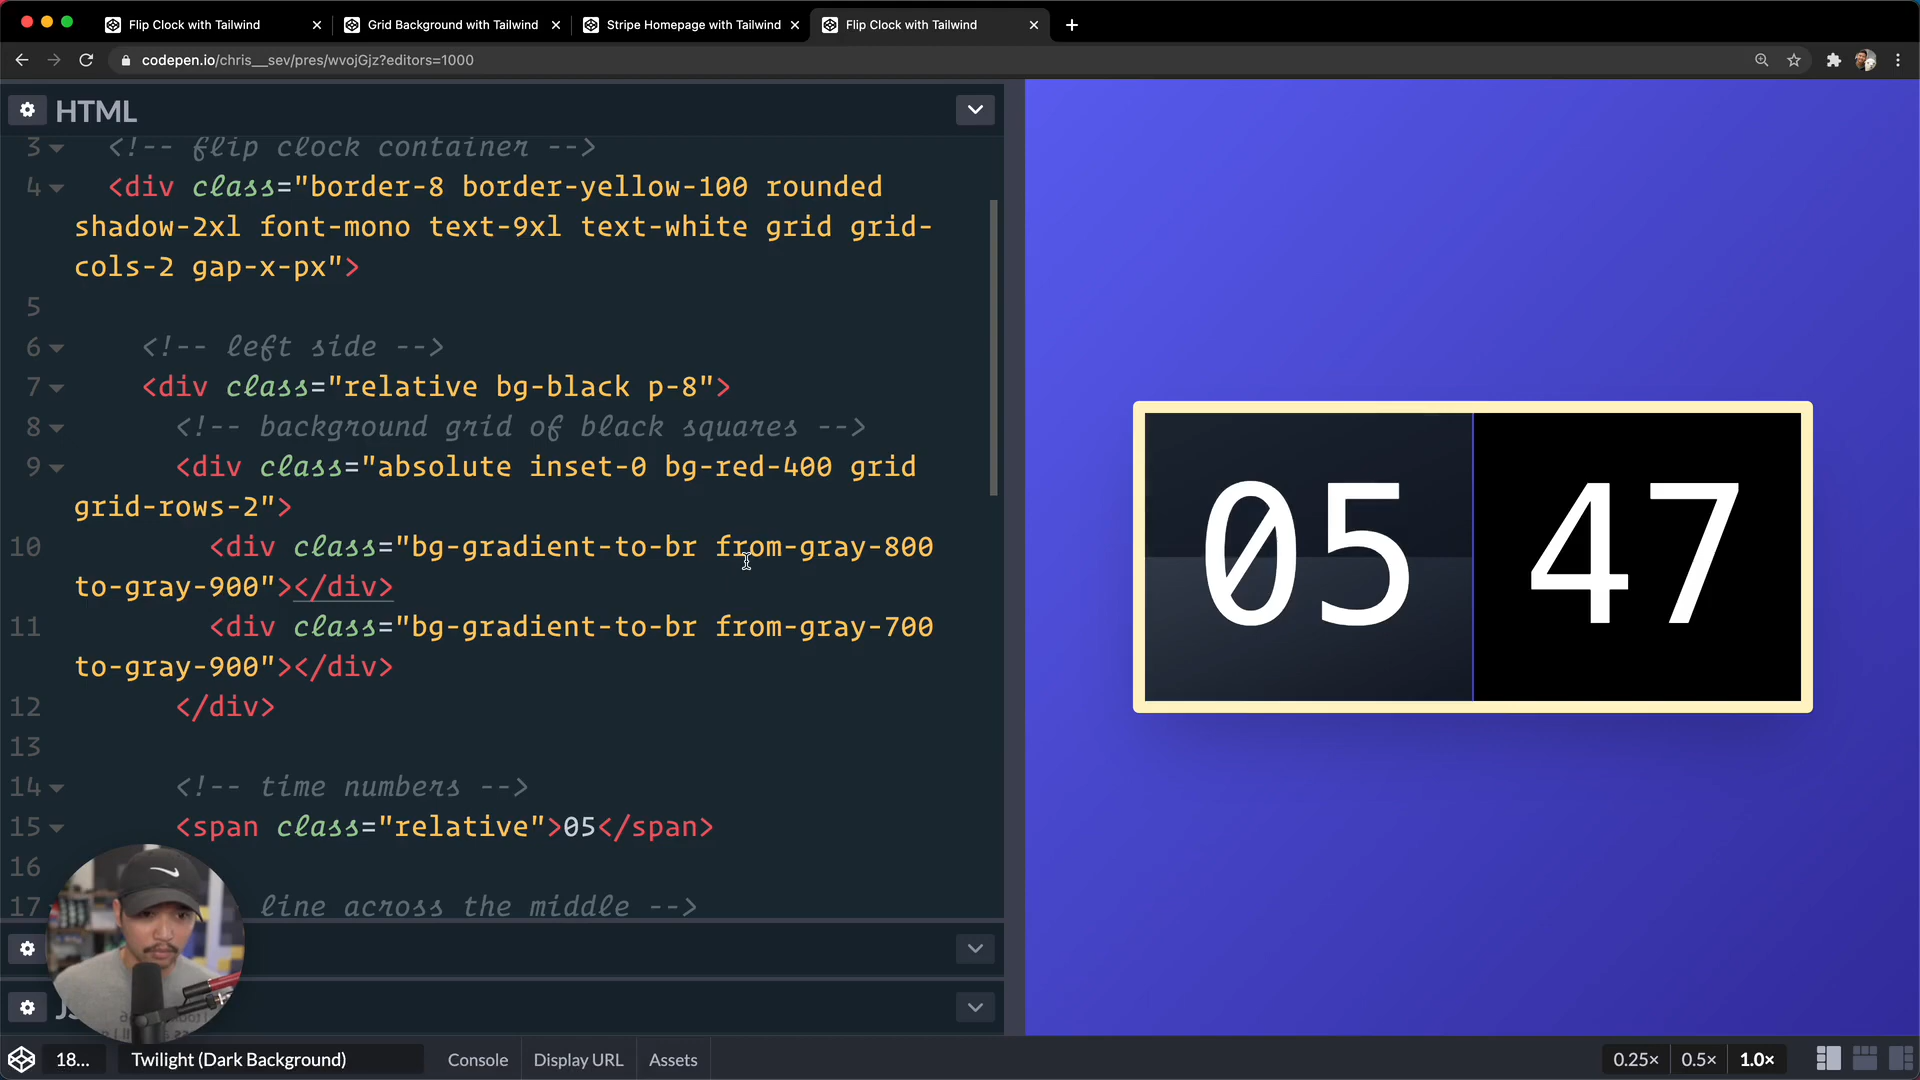 Flip Clock with Tailwind
Grid Background with Tailwind
Stripe Homepage with Tailwind
Flip Clock with Tailwind
codepen.io/chris__sev/pres/wvojGjz?editors=1000
HTML
3 <!-- flip clock container -->
4 <div class="border-8 border-yellow-100 rounded
shadow-2xl font-mono text-9xl text-white grid grid-
cols-2 gap-x-px">
5
6 <!-- left side -->
7 <div class="relative bg-black p-8">
8 <!-- background grid of black squares -->
9 <div class="absolute inset-0 bg-red-400 grid
grid-rows-2">
10 <div class="bg-gradient-to-br from-gray-800
to-gray-900"></div>
11 <div class="bg-gradient-to-br from-gray-700
to-gray-900"></div>
12 </div>
13
14 <!-- time numbers -->
15 <span class="relative">05</span>
16
17 line across the middle -->
05 47
18...
Twilight (Dark Background)
Console
Display URL
Assets
0.25×
0.5×
1.0×